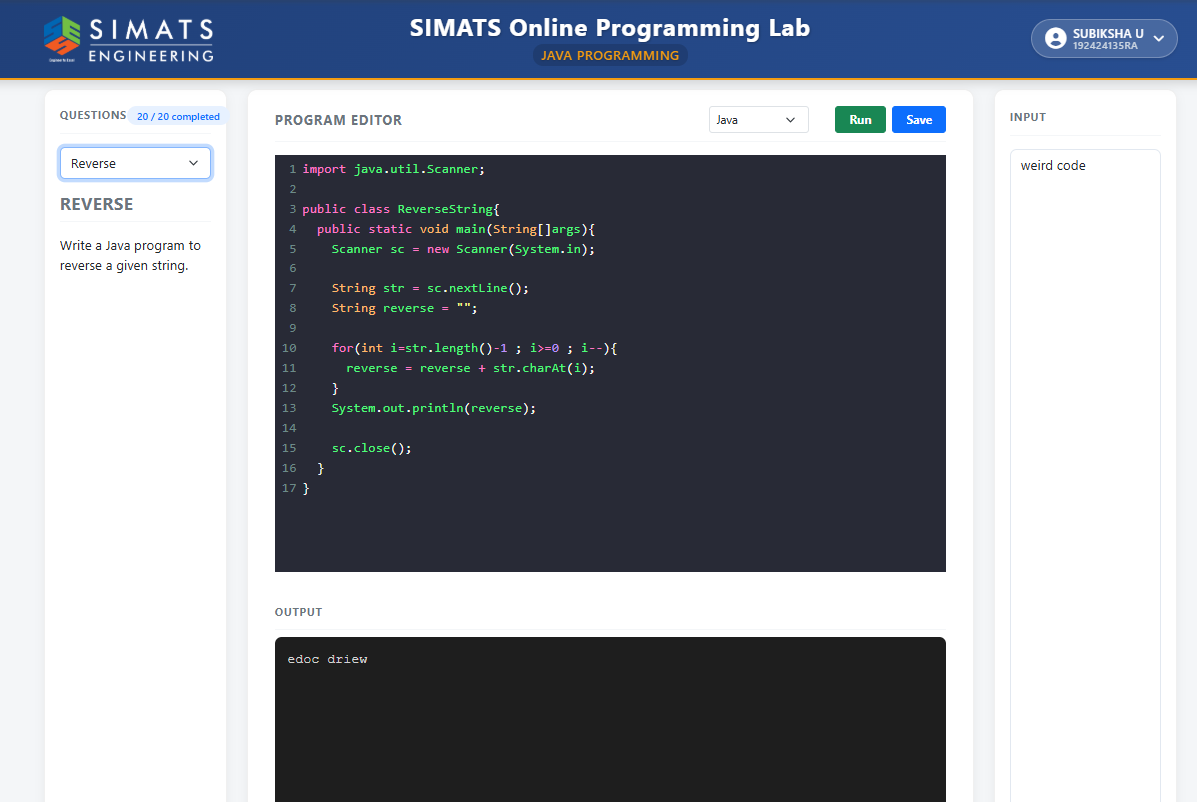 SIMATS
ENGINEERING
SIMATS Online Programming Lab
JAVA PROGRAMMING
SUBIKSHA U
192424135RA
QUESTIONS 20 / 20 completed
Reverse
REVERSE
Write a Java program to
reverse a given string.
PROGRAM EDITOR Java Run Save
1 import java.util.Scanner;
2
3 public class ReverseString{
4 public static void main(String[]args){
5 Scanner sc = new Scanner(System.in);
6
7 String str = sc.nextLine();
8 String reverse = "";
9
10 for(int i=str.length()-1 ; i>=0 ; i--){
11 reverse = reverse + str.charAt(i);
12 }
13 System.out.println(reverse);
14
15 sc.close();
16 }
17 }
OUTPUT
edoc driew
INPUT
weird code